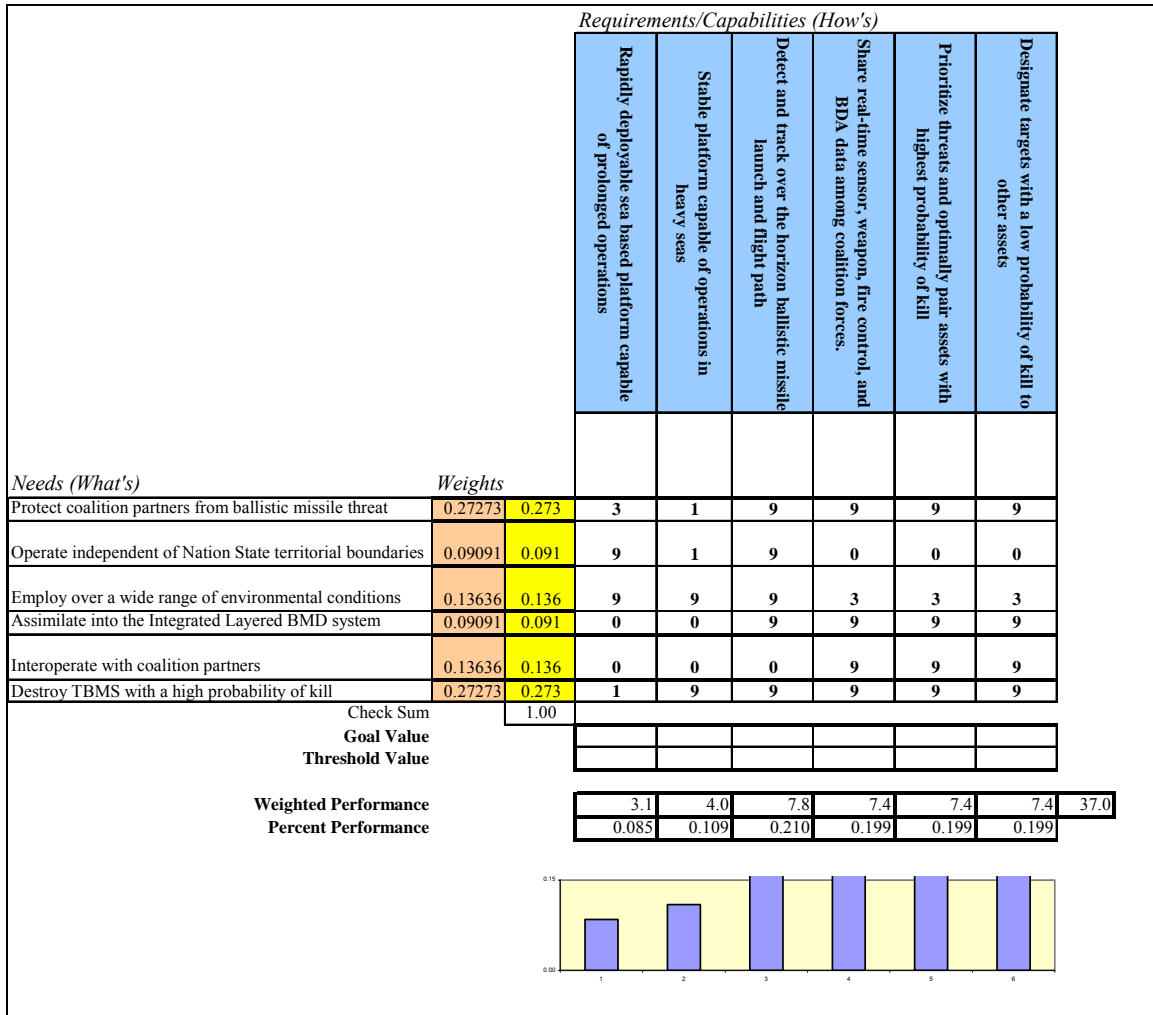 Requirements/Capabilities (How's)
Rapidly deployable sea based platform capable
of prolonged operations
Stable platform capable of operations in
heavy seas
Detect and track over the horizon ballistic missile
launch and flight path
Share real-time sensor, weapon, fire control, and
BDA data among coalition forces.
Prioritize threats and optimally pair assets with
highest probability of kill
Designate targets with a low probability of kill to
other assets
Needs (What's) Weights
Protect coalition partners from ballistic missile threat 0.27273 0.273 3 1 9 9 9 9
Operate independent of Nation State territorial boundaries 0.09091 0.091 9 1 9 0 0 0
Employ over a wide range of environmental conditions 0.13636 0.136 9 9 9 3 3 3
Assimilate into the Integrated Layered BMD system 0.09091 0.091 0 0 9 9 9 9
Interoperate with coalition partners 0.13636 0.136 0 0 0 9 9 9
Destroy TBMS with a high probability of kill 0.27273 0.273 1 9 9 9 9 9
Check Sum 1.00
Goal Value
Threshold Value
Weighted Performance 3.1 4.0 7.8 7.4 7.4 7.4 37.0
Percent Performance 0.085 0.109 0.210 0.199 0.199 0.199
0.15
0.00
1 2 3 4 5 6